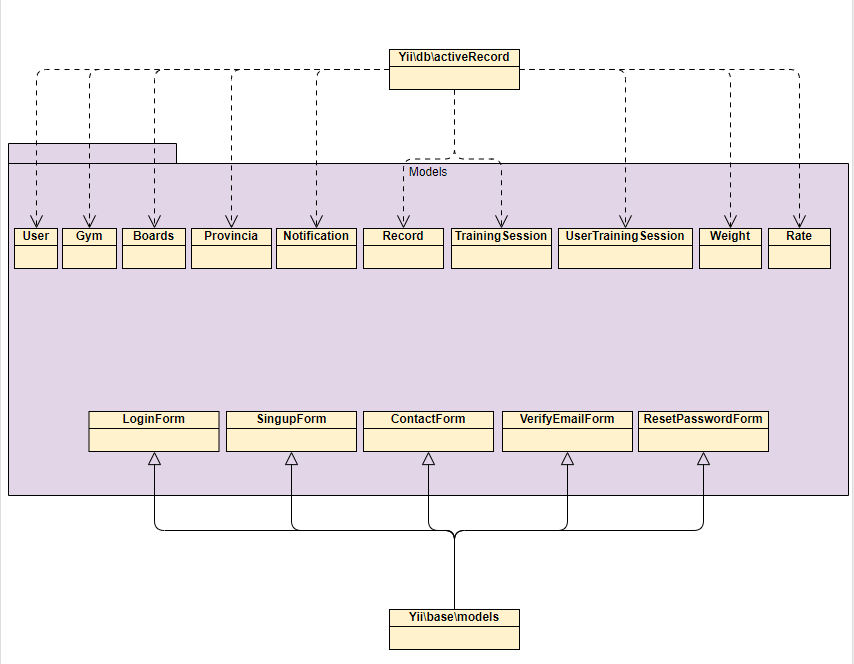 Yii\db\activeRecord
Models
User
Gym
Boards
Provincia
Notification
Record
TrainingSession
UserTrainingSession
Weight
Rate
LoginForm
SingupForm
ContactForm
VerifyEmailForm
ResetPasswordForm
Yii\base\models